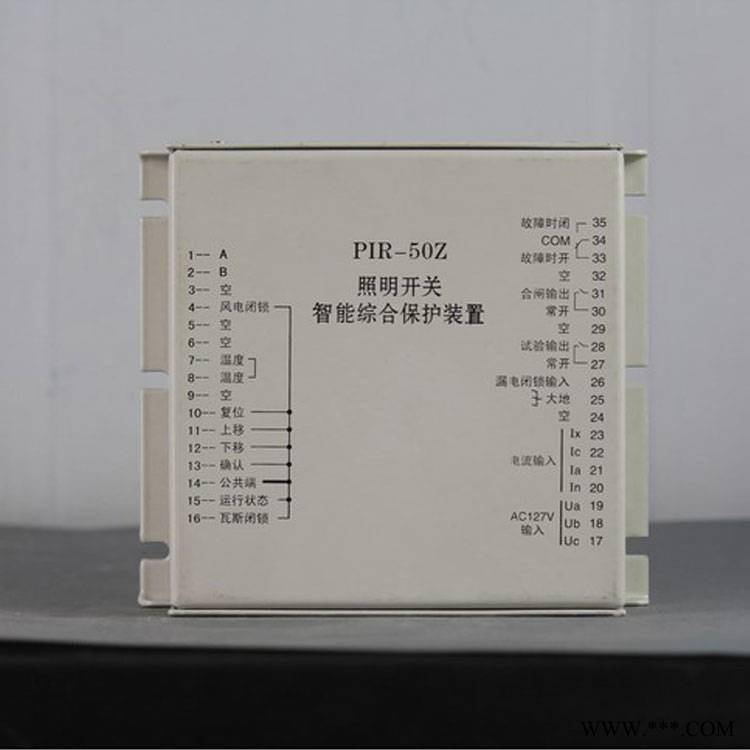 PIR-50Z
照明开关
智能综合保护装置
1-- A
2-- B
3-- 空
4-- 风电闭锁
5-- 空
6-- 空
7-- 温度
8-- 温度
9-- 空
10-- 复位
11-- 上移
12-- 下移
13-- 确认
14-- 公共端
15-- 运行状态
16-- 瓦斯闭锁
故障时闭 35
COM 34
故障时开 33
空 32
合闸输出 31
常开 30
空 29
试验输出 28
常开 27
漏电闭锁输入 26
大地 25
空 24
电流输入
Ix 23
Ic 22
Ia 21
In 20
AC127V
输入
Ua 19
Ub 18
Uc 17
WWW.***.COM